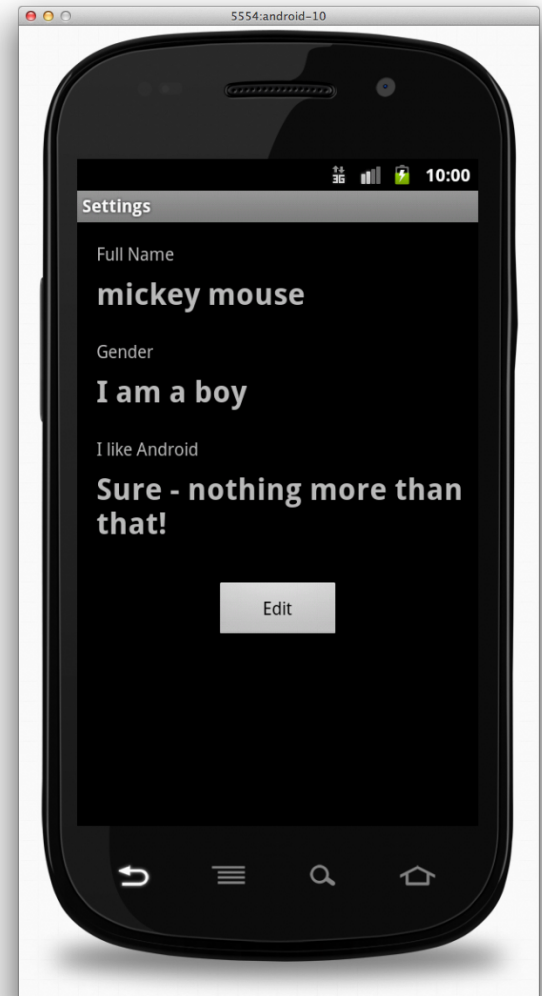 5554:android-10
3G 10:00
Settings
Full Name
mickey mouse
Gender
I am a boy
I like Android
Sure - nothing more than
that!
Edit